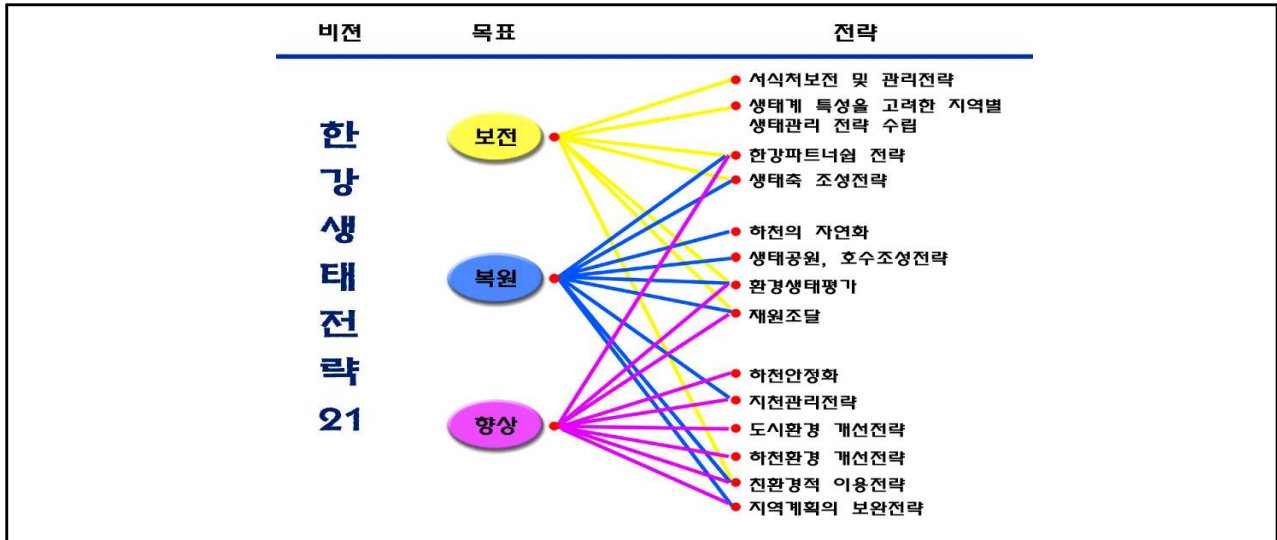 비젼 목표 전략
한
강
생
태
전
략
21
보전
복원
향상
서식처보전 및 관리전략
생태계 특성을 고려한 지역별
생태관리 전략 수립
한강파트너쉽 전략
생태축 조성전략
하천의 자연화
생태공원, 호수조성전략
환경생태평가
재원조달
하천안정화
지천관리전략
도시환경 개선전략
하천환경 개선전략
친환경적 이용전략
지역계획의 보완전략